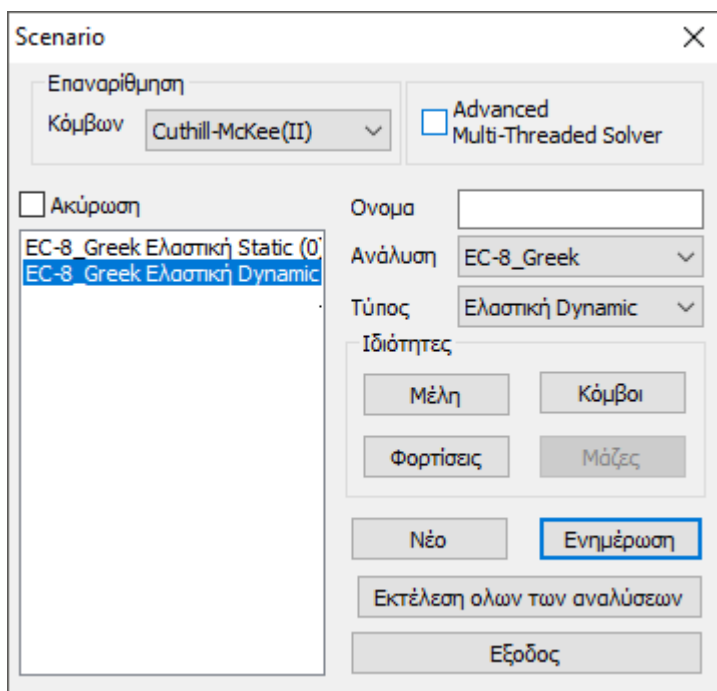 Scenario
Επαναρίθμηση
Κόμβων
Cuthill-McKee(II)
Advanced
Multi-Threaded Solver
Ακύρωση
EC-8_Greek Ελαστική Static (0)
EC-8_Greek Ελαστική Dynamic
Ονομα
Ανάλυση
EC-8_Greek
Τύπος
Ελαστική Dynamic
Ιδιότητες
Μέλη
Κόμβοι
Φορτίσεις
Μάζες
Νέο
Ενημέρωση
Εκτέλεση ολων των αναλύσεων
Εξοδος